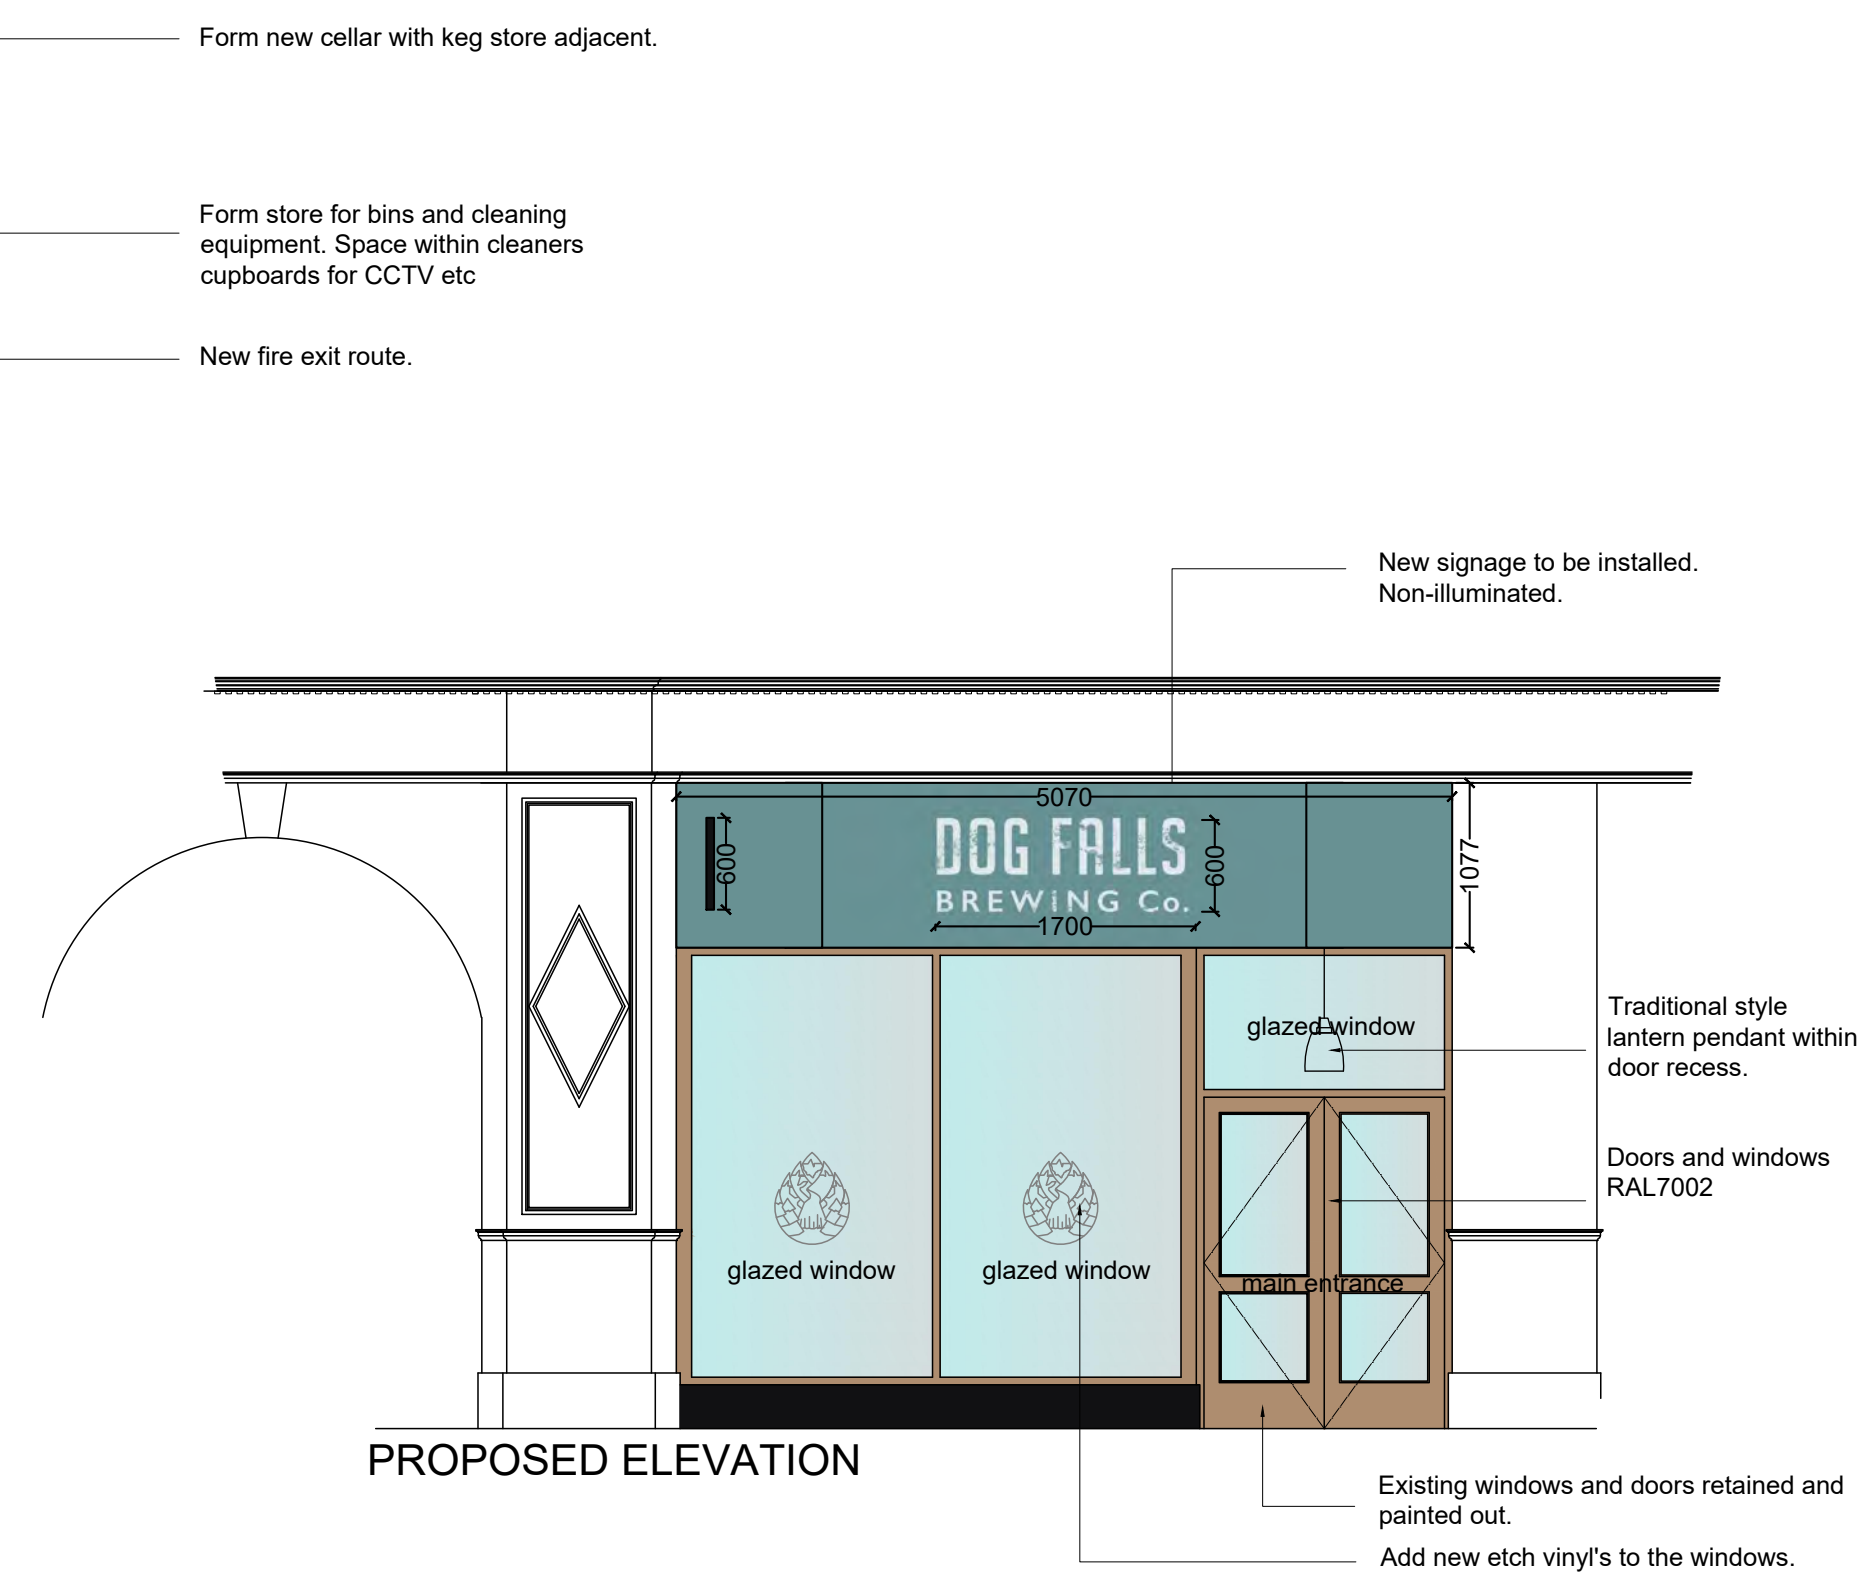 Form new cellar with keg store adjacent.
Form store for bins and cleaning
equipment. Space within cleaners
cupboards for CCTV etc
New fire exit route.
New signage to be installed.
Non-illuminated.
5070
DOG FALLS
BREWING Co.
600
600
1077
1700
Traditional style
lantern pendant within
door recess.
glazed window
Doors and windows
RAL7002
glazed window
glazed window
main entrance
PROPOSED ELEVATION
Existing windows and doors retained and
painted out.
Add new etch vinyl's to the windows.